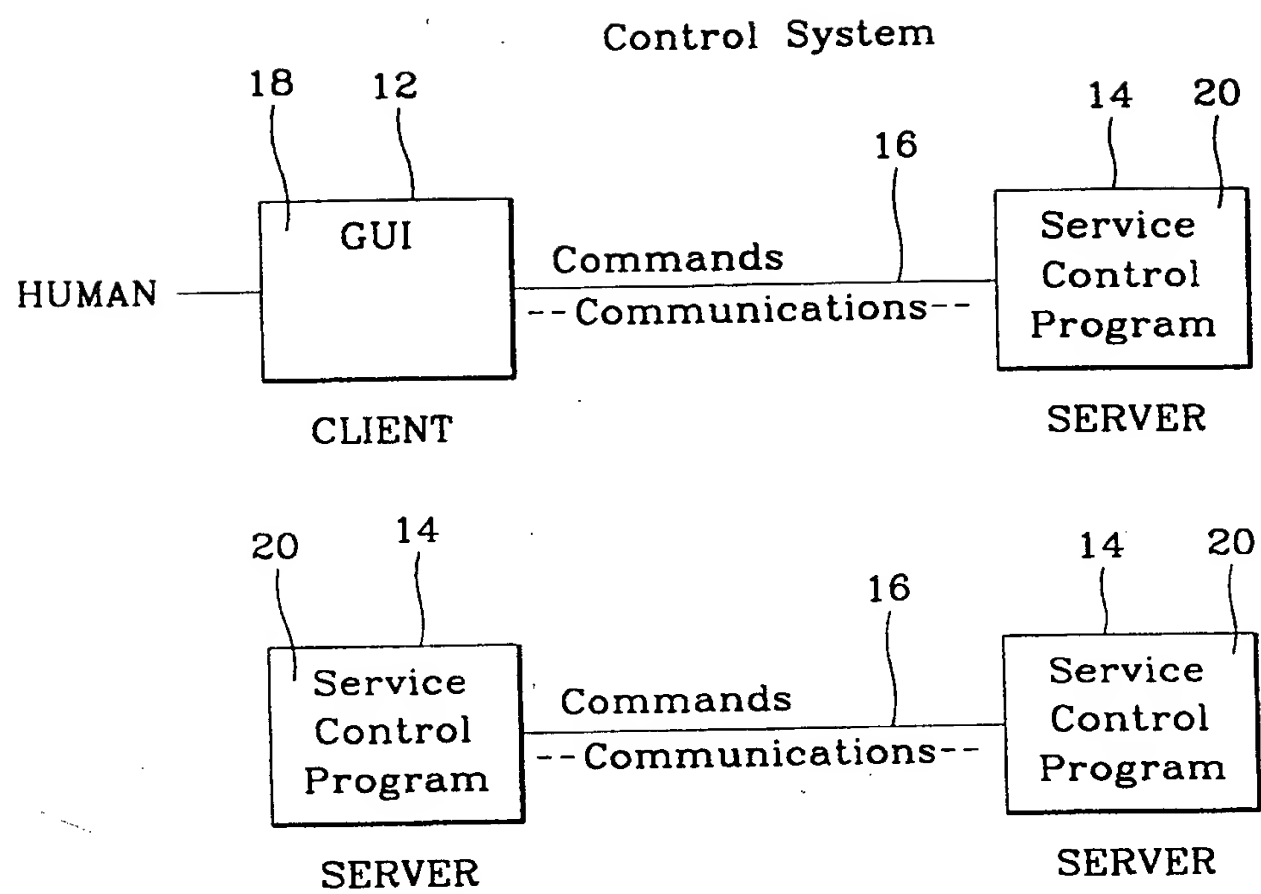 Control System
18 12 14 20
16
GUI
Service
Control
Program
Commands
HUMAN
--Communications--
CLIENT
SERVER
20 14 14 20
16
Service
Control
Program
Service
Control
Program
Commands
--Communications--
SERVER
SERVER